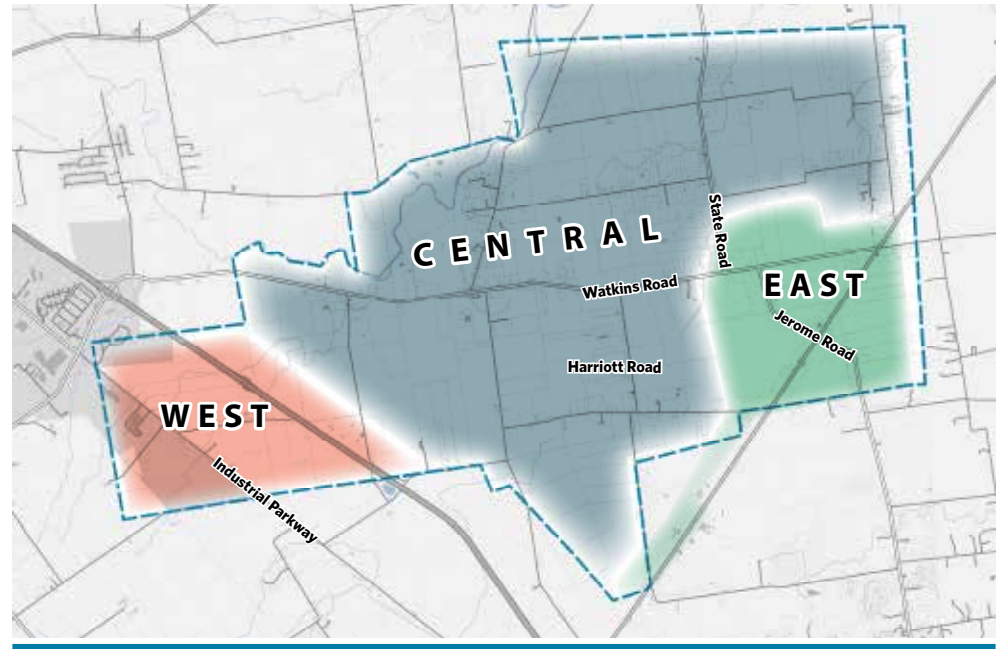 CENTRAL
State Road
EAST
Watkins Road
Jerome Road
Harriott Road
WEST
Industrial Parkway